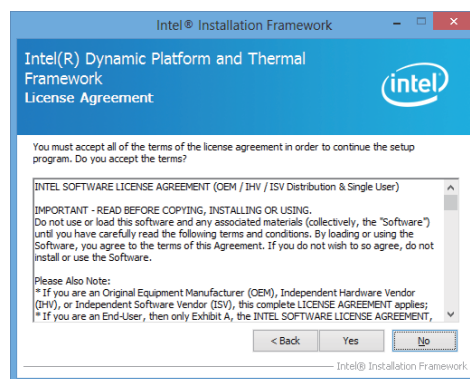 Intel® Installation Framework
Intel(R) Dynamic Platform and Thermal
Framework
License Agreement
intel
You must accept all of the terms of the license agreement in order to continue the setup
program. Do you accept the terms?
INTEL SOFTWARE LICENSE AGREEMENT (OEM / IHV / ISV Distribution & Single User)
IMPORTANT - READ BEFORE COPYING, INSTALLING OR USING.
Do not use or load this software and any associated materials (collectively, the "Software")
until you have carefully read the following terms and conditions. By loading or using the
Software, you agree to the terms of this Agreement. If you do not wish to so agree, do not
install or use the Software.
Please Also Note:
* If you are an Original Equipment Manufacturer (OEM), Independent Hardware Vendor
(IHV), or Independent Software Vendor (ISV), this complete LICENSE AGREEMENT applies;
* If you are an End-User, then only Exhibit A, the INTEL SOFTWARE LICENSE AGREEMENT,
< Back Yes No
Intel® Installation Framework